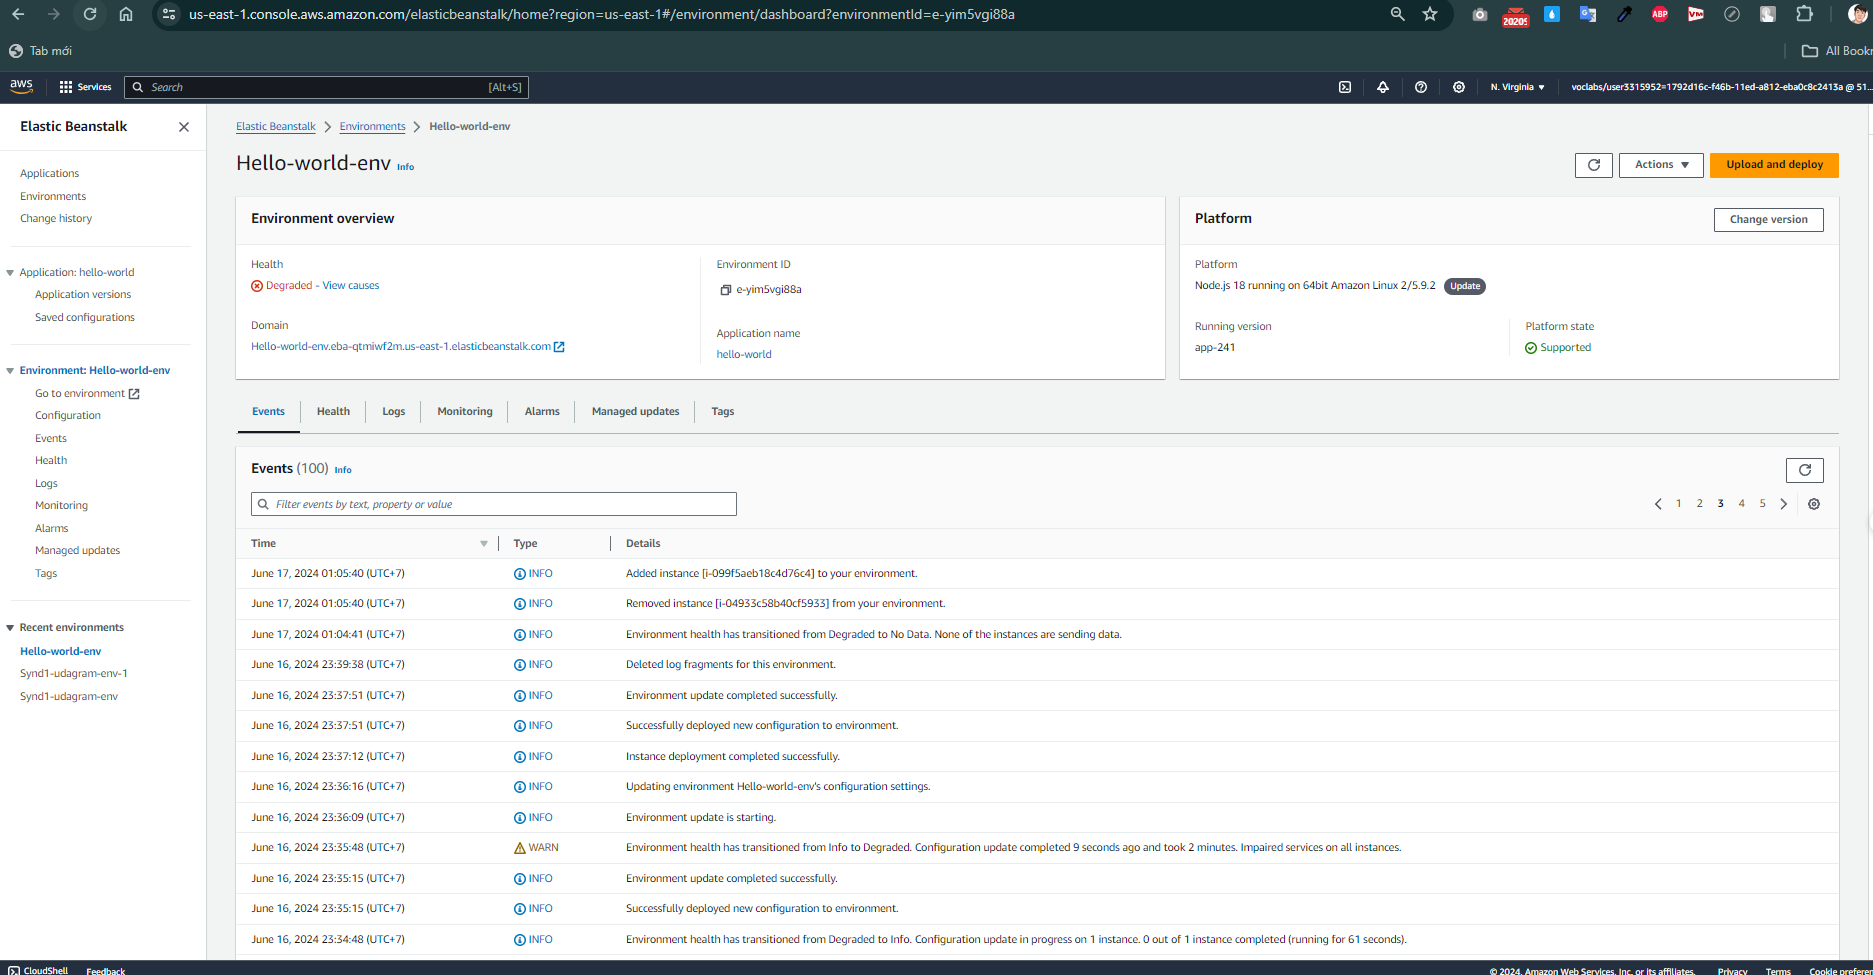 us-east-1.console.aws.amazon.com/elasticbeanstalk/home?region=us-east-1#/environment/dashboard?environmentId=e-yim5vgi88a
20209
ABP
VM
Tab mới
All Bookr
aws
Services
Search
[Alt+S]
N. Virginia
voclabs/user3315952=1792d16c-f46b-11ed-a812-eba0c8c2413a @ 51...
Elastic Beanstalk
Applications
Environments
Change history
Application: hello-world
Application versions
Saved configurations
Environment: Hello-world-env
Go to environment
Configuration
Events
Health
Logs
Monitoring
Alarms
Managed updates
Tags
Recent environments
Hello-world-env
Synd1-udagram-env-1
Synd1-udagram-env
Elastic Beanstalk
Environments
Hello-world-env
Hello-world-env Info
Actions
Upload and deploy
Environment overview
Health
Degraded - View causes
Domain
Hello-world-env.eba-qtmiwf2m.us-east-1.elasticbeanstalk.com
Environment ID
e-yim5vgi88a
Application name
hello-world
Platform
Change version
Platform
Node.js 18 running on 64bit Amazon Linux 2/5.9.2 Update
Running version
app-241
Platform state
Supported
Events Health Logs Monitoring Alarms Managed updates Tags
Events (100) Info
Filter events by text, property or value
1 2 3 4 5
Time Type Details
June 17, 2024 01:05:40 (UTC+7) INFO Added instance [i-099f5aeb18c4d76c4] to your environment.
June 17, 2024 01:05:40 (UTC+7) INFO Removed instance [i-04933c58b40cf5933] from your environment.
June 17, 2024 01:04:41 (UTC+7) INFO Environment health has transitioned from Degraded to No Data. None of the instances are sending data.
June 16, 2024 23:39:38 (UTC+7) INFO Deleted log fragments for this environment.
June 16, 2024 23:37:51 (UTC+7) INFO Environment update completed successfully.
June 16, 2024 23:37:51 (UTC+7) INFO Successfully deployed new configuration to environment.
June 16, 2024 23:37:12 (UTC+7) INFO Instance deployment completed successfully.
June 16, 2024 23:36:16 (UTC+7) INFO Updating environment Hello-world-env's configuration settings.
June 16, 2024 23:36:09 (UTC+7) INFO Environment update is starting.
June 16, 2024 23:35:48 (UTC+7) WARN Environment health has transitioned from Info to Degraded. Configuration update completed 9 seconds ago and took 2 minutes. Impaired services on all instances.
June 16, 2024 23:35:15 (UTC+7) INFO Environment update completed successfully.
June 16, 2024 23:35:15 (UTC+7) INFO Successfully deployed new configuration to environment.
June 16, 2024 23:34:48 (UTC+7) INFO Environment health has transitioned from Degraded to Info. Configuration update in progress on 1 instance. 0 out of 1 instance completed (running for 61 seconds).
CloudShell Feedback
© 2024, Amazon Web Services, Inc. or its affiliates. Privacy Terms Cookie preferen